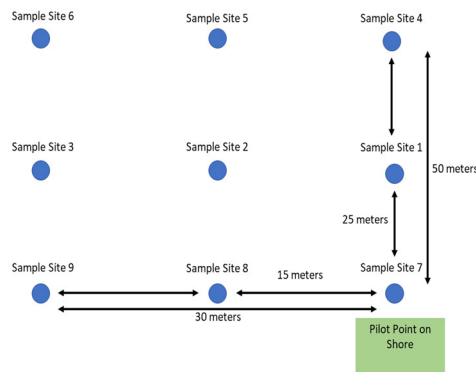 Sample Site 6
Sample Site 5
Sample Site 4
Sample Site 3
Sample Site 2
Sample Site 1
50 meters
25 meters
Sample Site 9
Sample Site 8
15 meters
Sample Site 7
30 meters
Pilot Point on
Shore